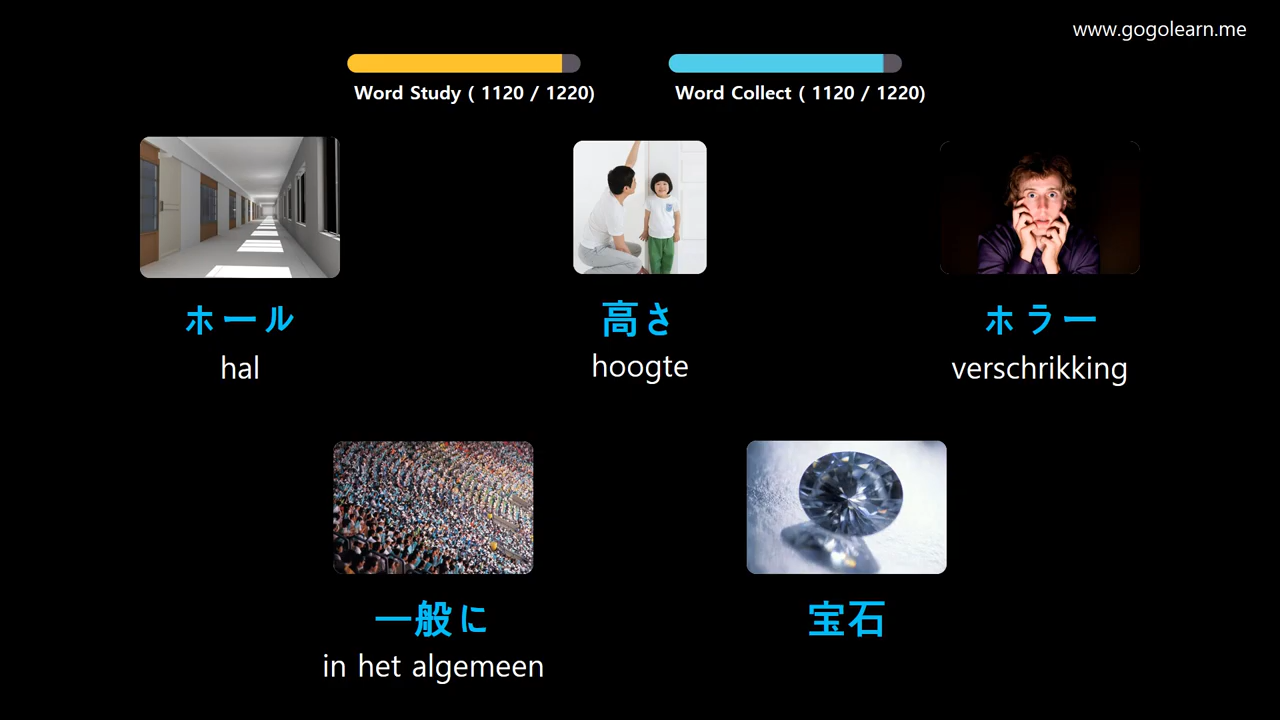 www.gogolearn.me
Word Study ( 1120 / 1220)
Word Collect ( 1120 / 1220)
ホール
hal
高さ
hoogte
ホラー
verschrikking
一般に
in het algemeen
宝石